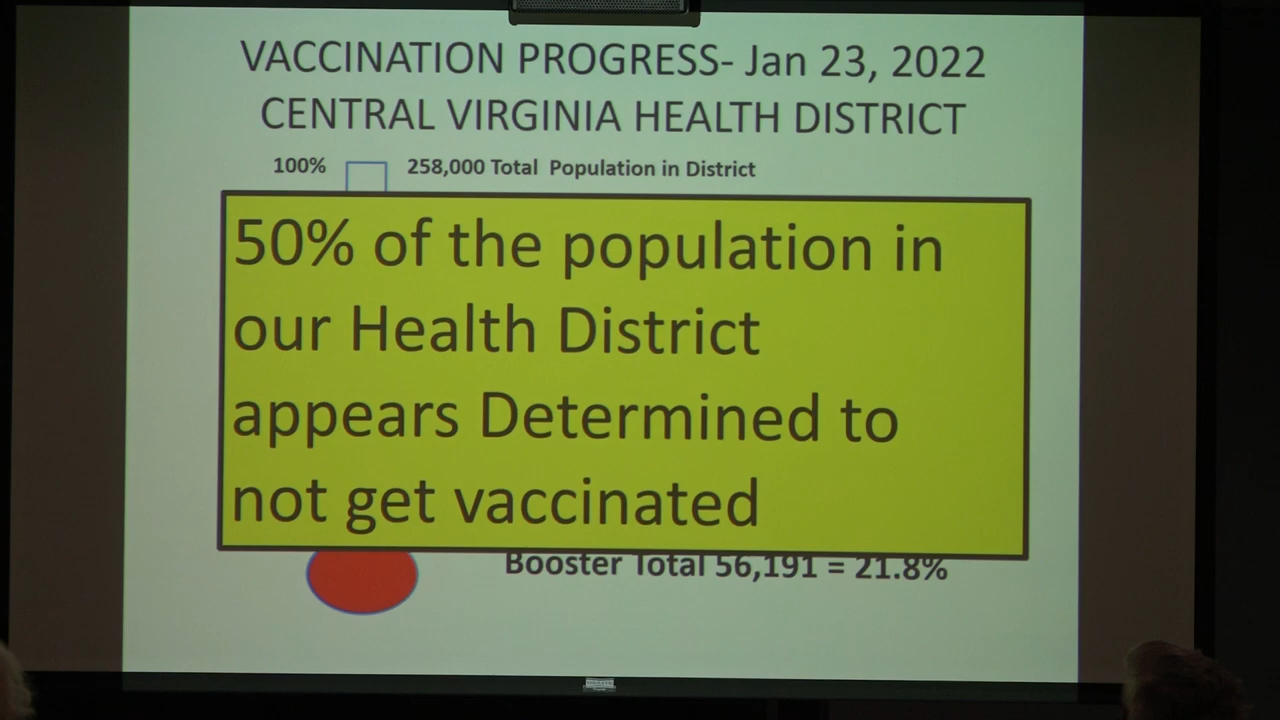 VACCINATION PROGRESS- Jan 23, 2022
CENTRAL VIRGINIA HEALTH DISTRICT
100% 258,000 Total Population in District
50% of the population in
our Health District
appears Determined to
not get vaccinated
Booster Total 56,191 = 21.8%